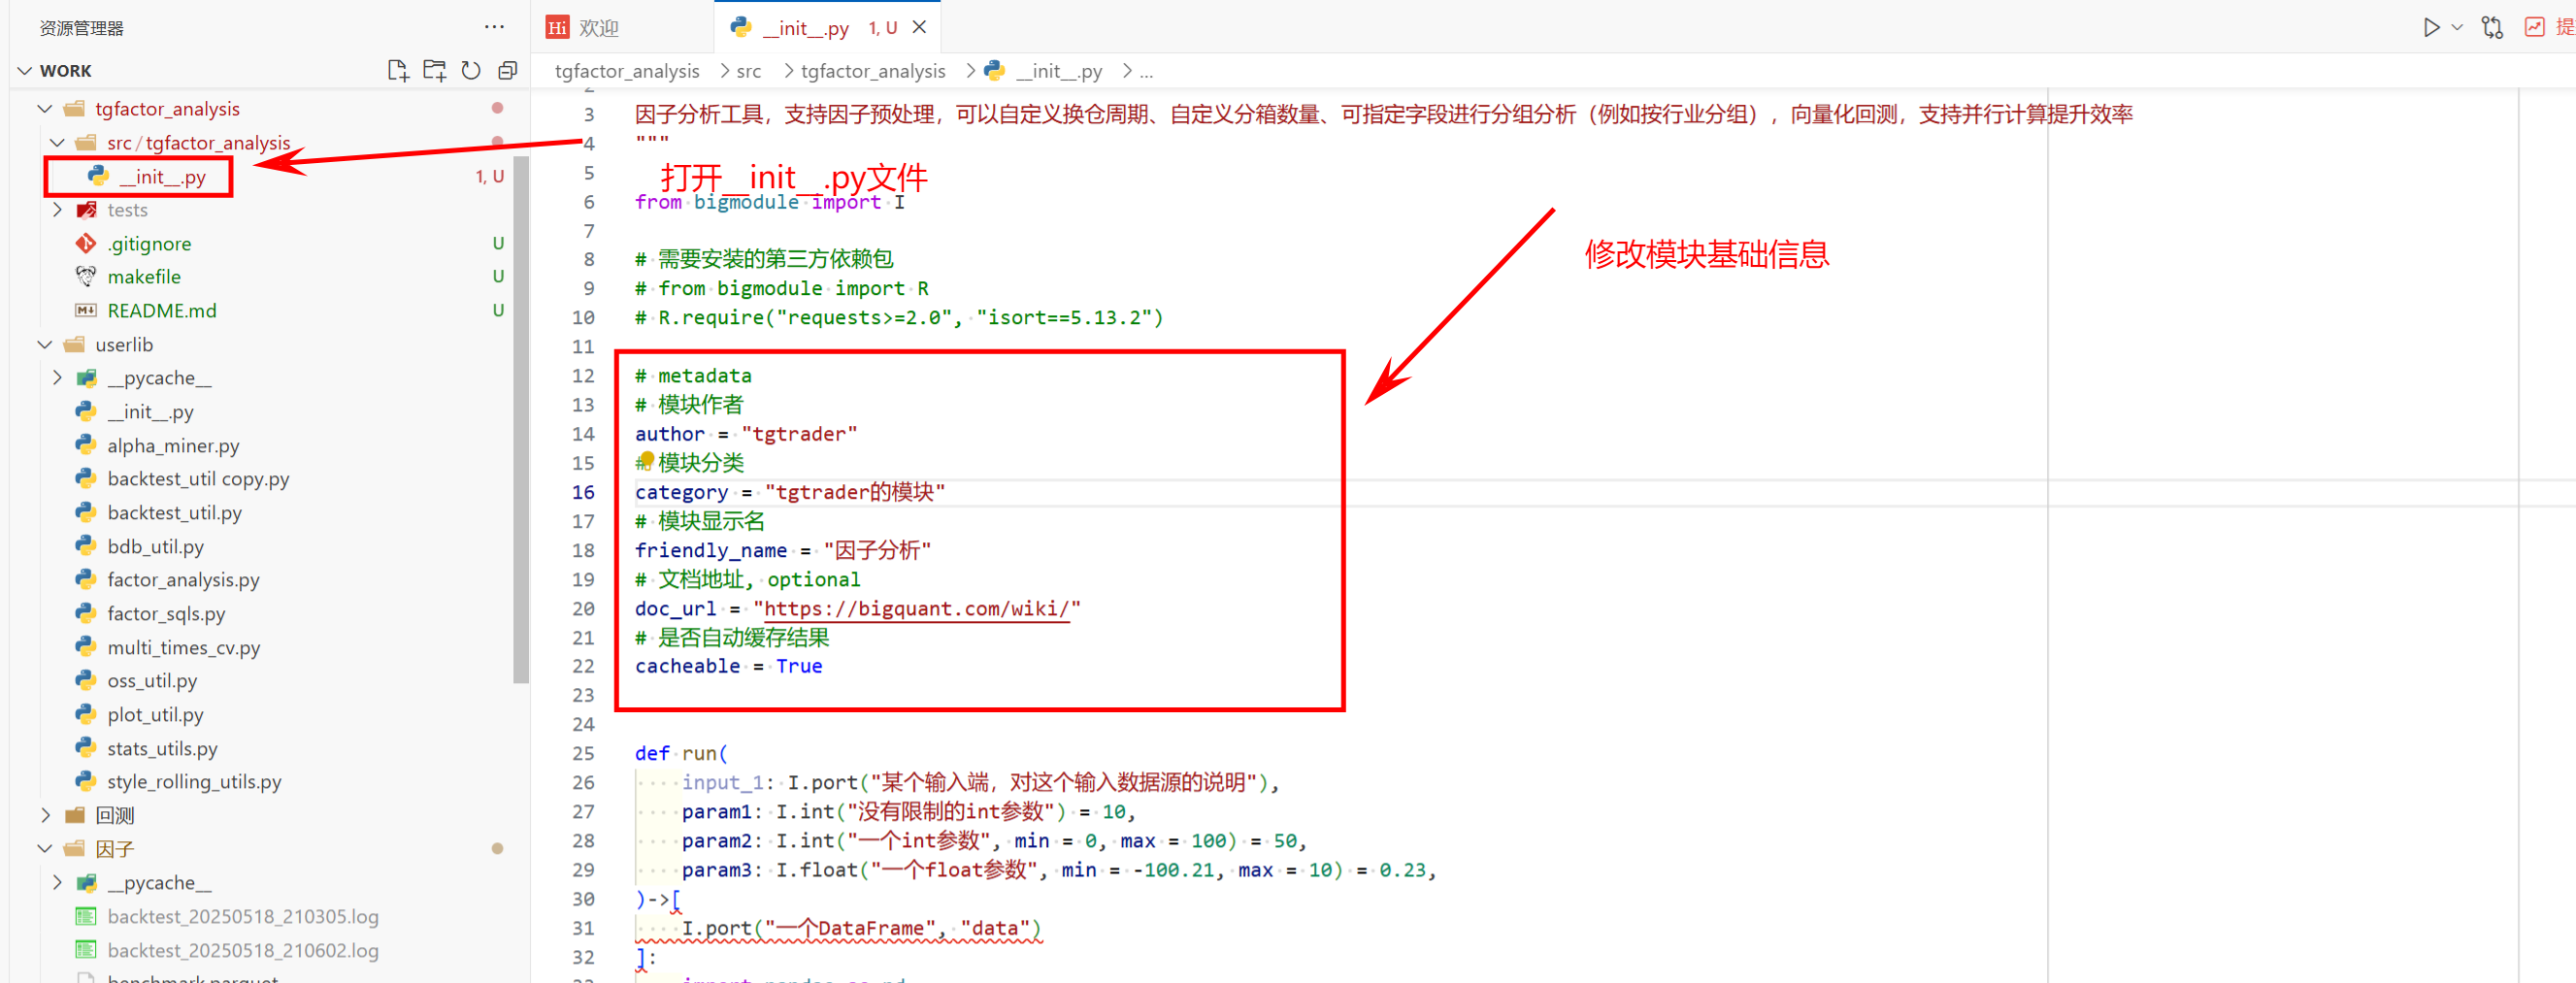 资源管理器
WORK
tgfactor_analysis
src / tgfactor_analysis
__init__.py 1, U
tests
.gitignore U
makefile U
README.md U
userlib
__pycache__
__init__.py
alpha_miner.py
backtest_util copy.py
backtest_util.py
bdb_util.py
factor_analysis.py
factor_sqls.py
multi_times_cv.py
oss_util.py
plot_util.py
stats_utils.py
style_rolling_utils.py
回测
因子
__pycache__
backtest_20250518_210305.log
backtest_20250518_210602.log
benchmark.parquet
Hi 欢迎
__init__.py 1, U
tgfactor_analysis > src > tgfactor_analysis > __init__.py > ...
2
3 因子分析工具，支持因子预处理，可以自定义换仓周期、自定义分箱数量、可指定字段进行分组分析（例如按行业分组），向量化回测，支持并行计算提升效率
4 """
5
打开__init__.py文件
6 from bigmodule import I
7
修改模块基础信息
8 # 需要安装的第三方依赖包
9 # from bigmodule import R
10 # R.require("requests>=2.0", "isort==5.13.2")
11
12 # metadata
13 # 模块作者
14 author = "tgtrader"
15 # 模块分类
16 category = "tgtrader的模块"
17 # 模块显示名
18 friendly_name = "因子分析"
19 # 文档地址, optional
20 doc_url = "https://bigquant.com/wiki/"
21 # 是否自动缓存结果
22 cacheable = True
23
24
25 def run(
26 input_1: I.port("某个输入端，对这个输入数据源的说明"),
27 param1: I.int("没有限制的int参数") = 10,
28 param2: I.int("一个int参数", min = 0, max = 100) = 50,
29 param3: I.float("一个float参数", min = -100.21, max = 10) = 0.23,
30 )->[
31 I.port("一个DataFrame", "data")
32 ]:
33 import pandas as pd
提